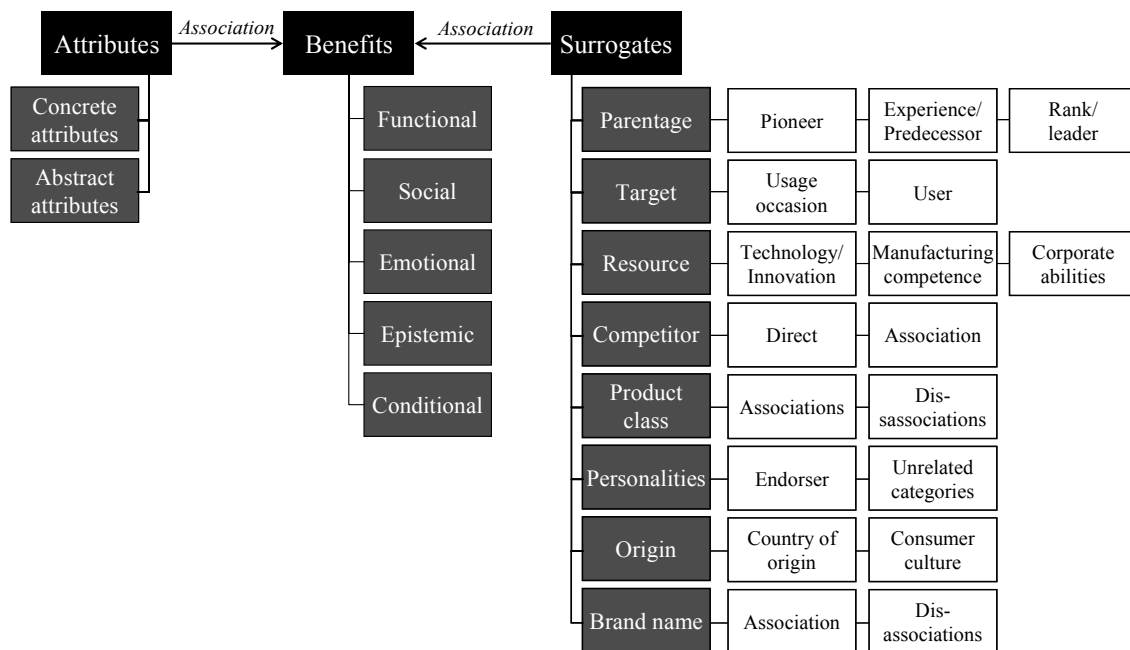 Attributes
Association
Benefits
Association
Surrogates
Concrete
attributes
Abstract
attributes
Functional
Social
Emotional
Epistemic
Conditional
Parentage
Pioneer
Experience/
Predecessor
Rank/
leader
Target
Usage
occasion
User
Resource
Technology/
Innovation
Manufacturing
competence
Corporate
abilities
Competitor
Direct
Association
Product
class
Associations
Dis-
sassociations
Personalities
Endorser
Unrelated
categories
Origin
Country of
origin
Consumer
culture
Brand name
Association
Dis-
associations